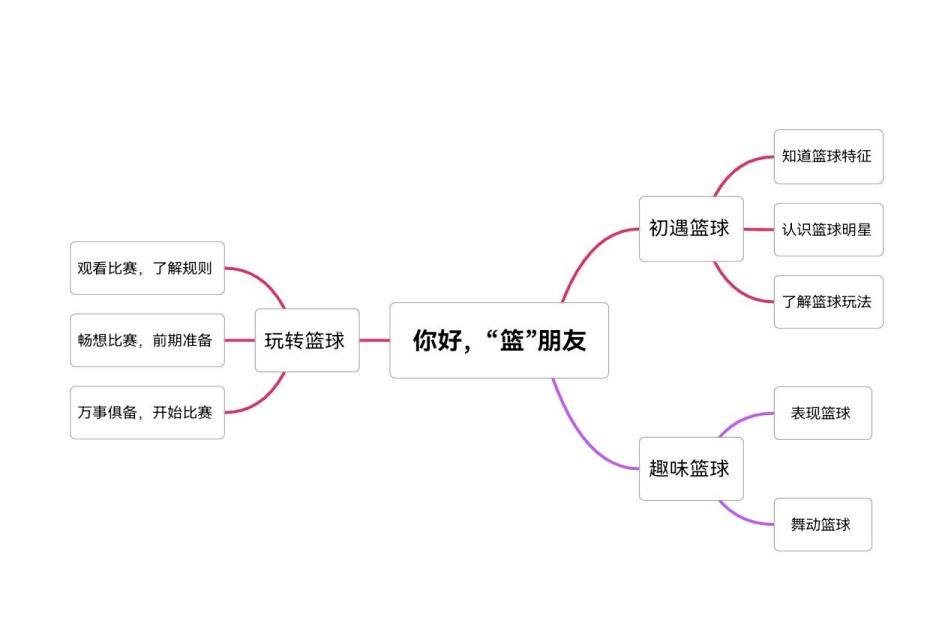 你好，“篮”朋友
初遇篮球
知道篮球特征
认识篮球明星
了解篮球玩法
趣味篮球
表现篮球
舞动篮球
玩转篮球
观看比赛，了解规则
畅想比赛，前期准备
万事俱备，开始比赛